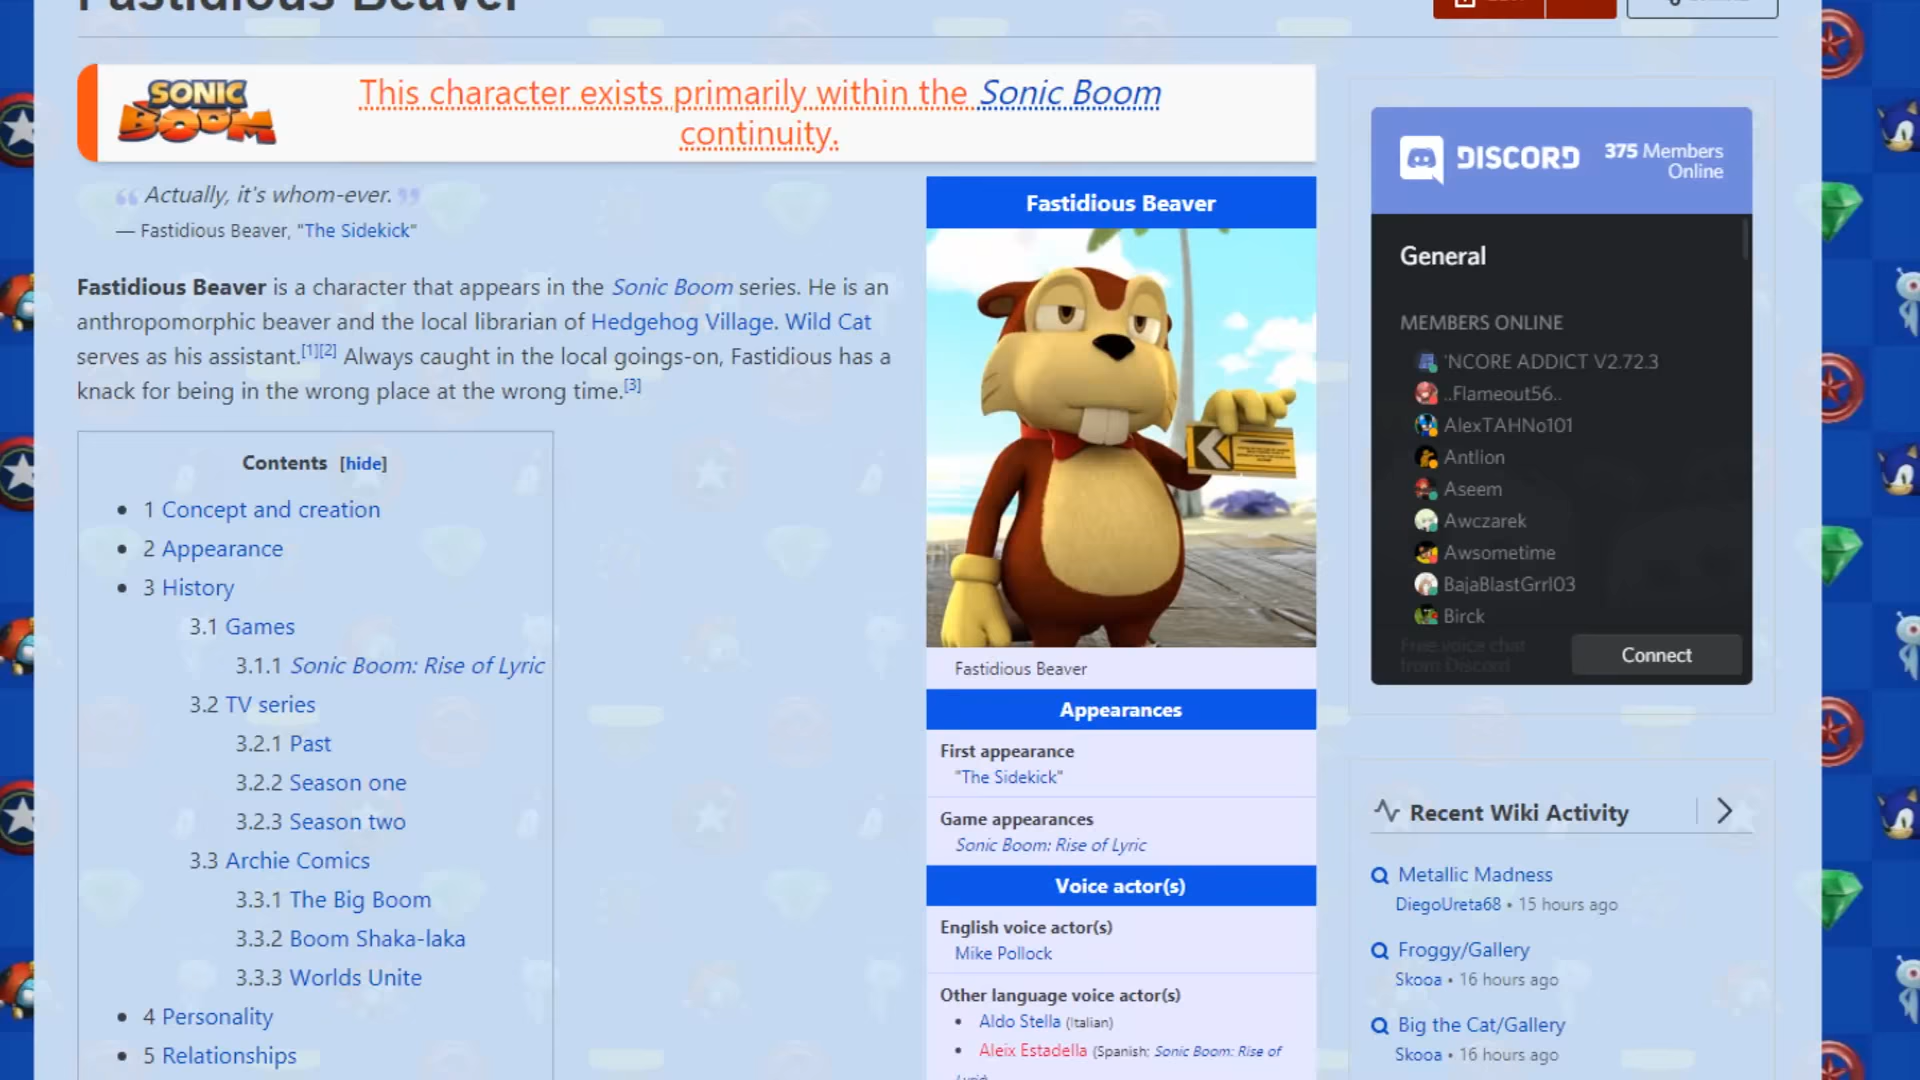 Fastidious Beaver
SONIC
BOOM
This character exists primarily within the Sonic Boom
continuity.
“ Actually, it's whom-ever. ”
— Fastidious Beaver, "The Sidekick"
Fastidious Beaver is a character that appears in the Sonic Boom series. He is an
anthropomorphic beaver and the local librarian of Hedgehog Village. Wild Cat
serves as his assistant.[1][2] Always caught in the local goings-on, Fastidious has a
knack for being in the wrong place at the wrong time.[3]
Contents [hide]
• 1 Concept and creation
• 2 Appearance
• 3 History
3.1 Games
3.1.1 Sonic Boom: Rise of Lyric
3.2 TV series
3.2.1 Past
3.2.2 Season one
3.2.3 Season two
3.3 Archie Comics
3.3.1 The Big Boom
3.3.2 Boom Shaka-laka
3.3.3 Worlds Unite
• 4 Personality
• 5 Relationships
Fastidious Beaver
Fastidious Beaver
Appearances
First appearance
"The Sidekick"
Game appearances
Sonic Boom: Rise of Lyric
Voice actor(s)
English voice actor(s)
Mike Pollock
Other language voice actor(s)
• Aldo Stella (Italian)
• Aleix Estadella (Spanish; Sonic Boom: Rise of
Lyric)
DISCORD
375 Members
Online
General
MEMBERS ONLINE
'NCORE ADDICT V2.72.3
..Flameout56..
AlexTAHNo101
Antlion
Aseem
Awczarek
Awsometime
BajaBlastGrrl03
Birck
Free voice chat
from Discord
Connect
Recent Wiki Activity
Metallic Madness
DiegoUreta68 • 15 hours ago
Froggy/Gallery
Skooa • 16 hours ago
Big the Cat/Gallery
Skooa • 16 hours ago